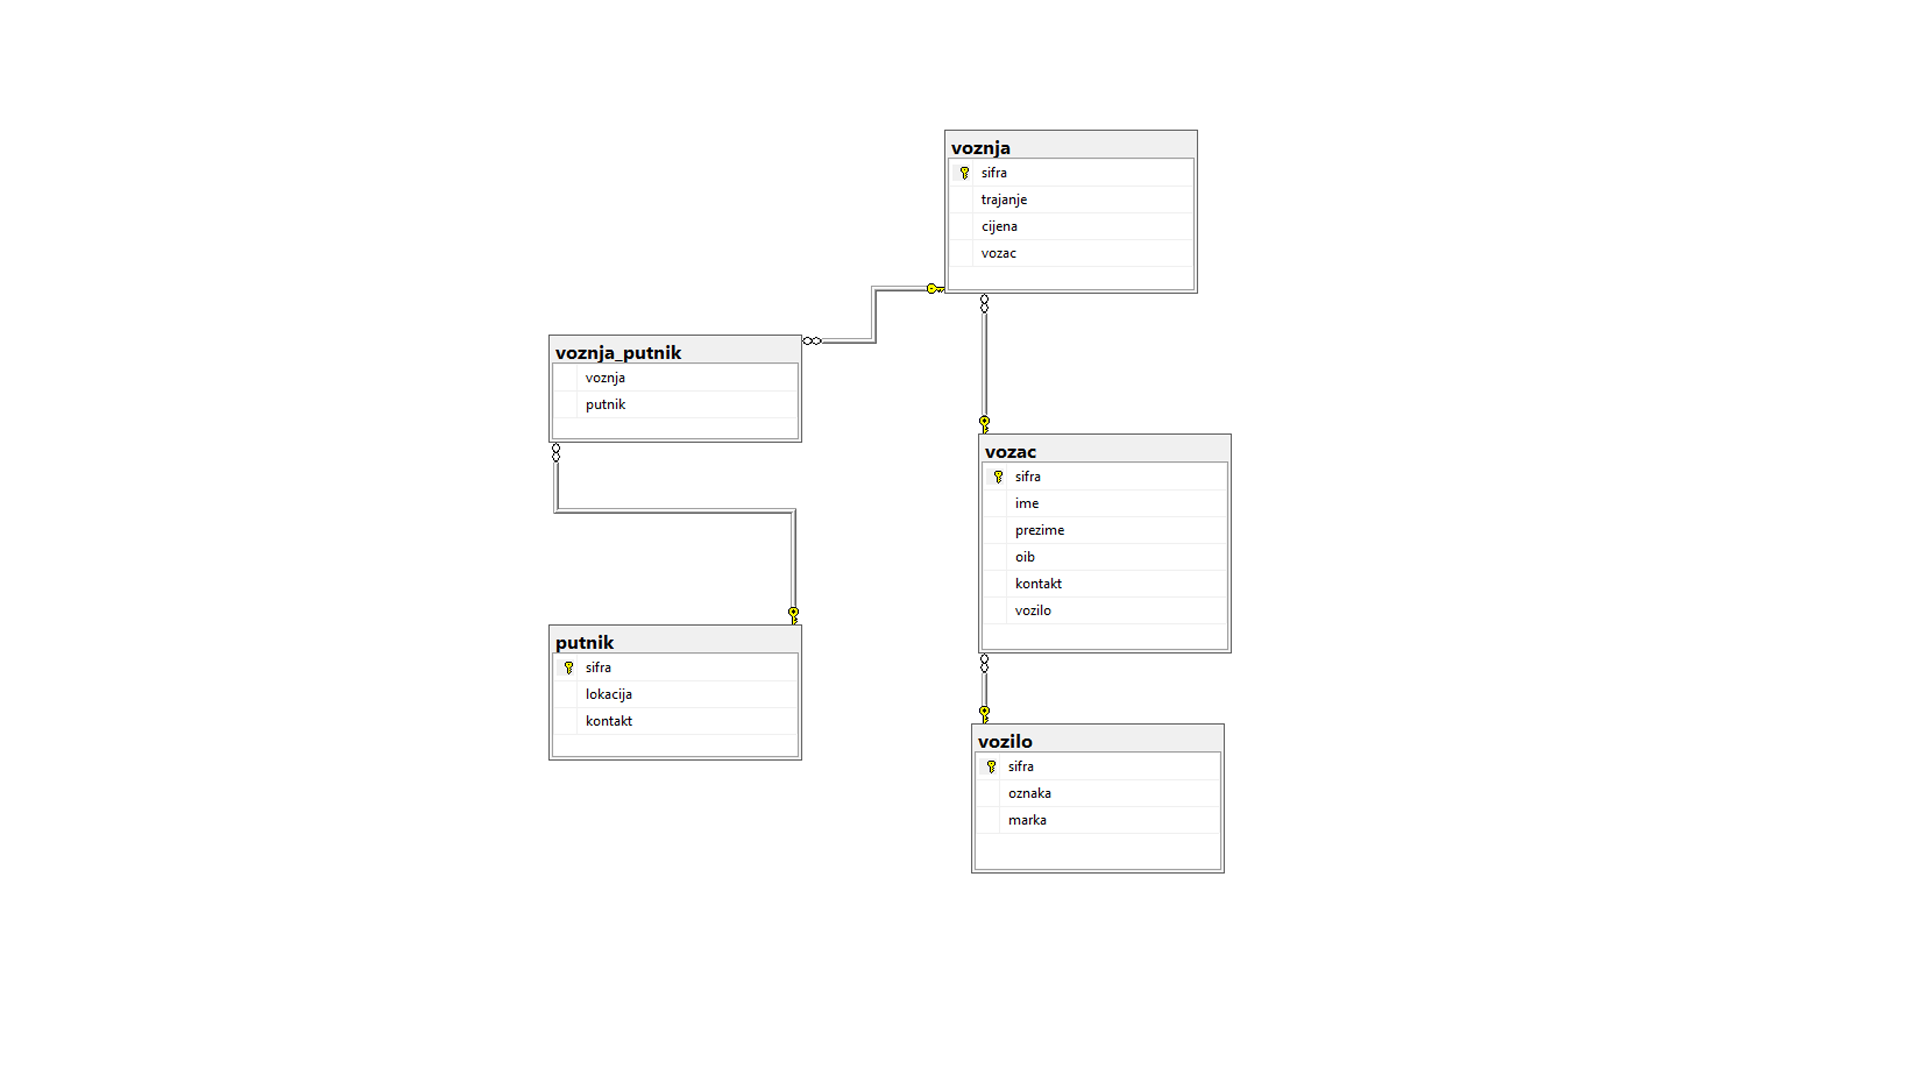 voznja
sifra
trajanje
cijena
vozac
voznja_putnik
voznja
putnik
vozac
sifra
ime
prezime
oib
kontakt
vozilo
putnik
sifra
lokacija
kontakt
vozilo
sifra
oznaka
marka